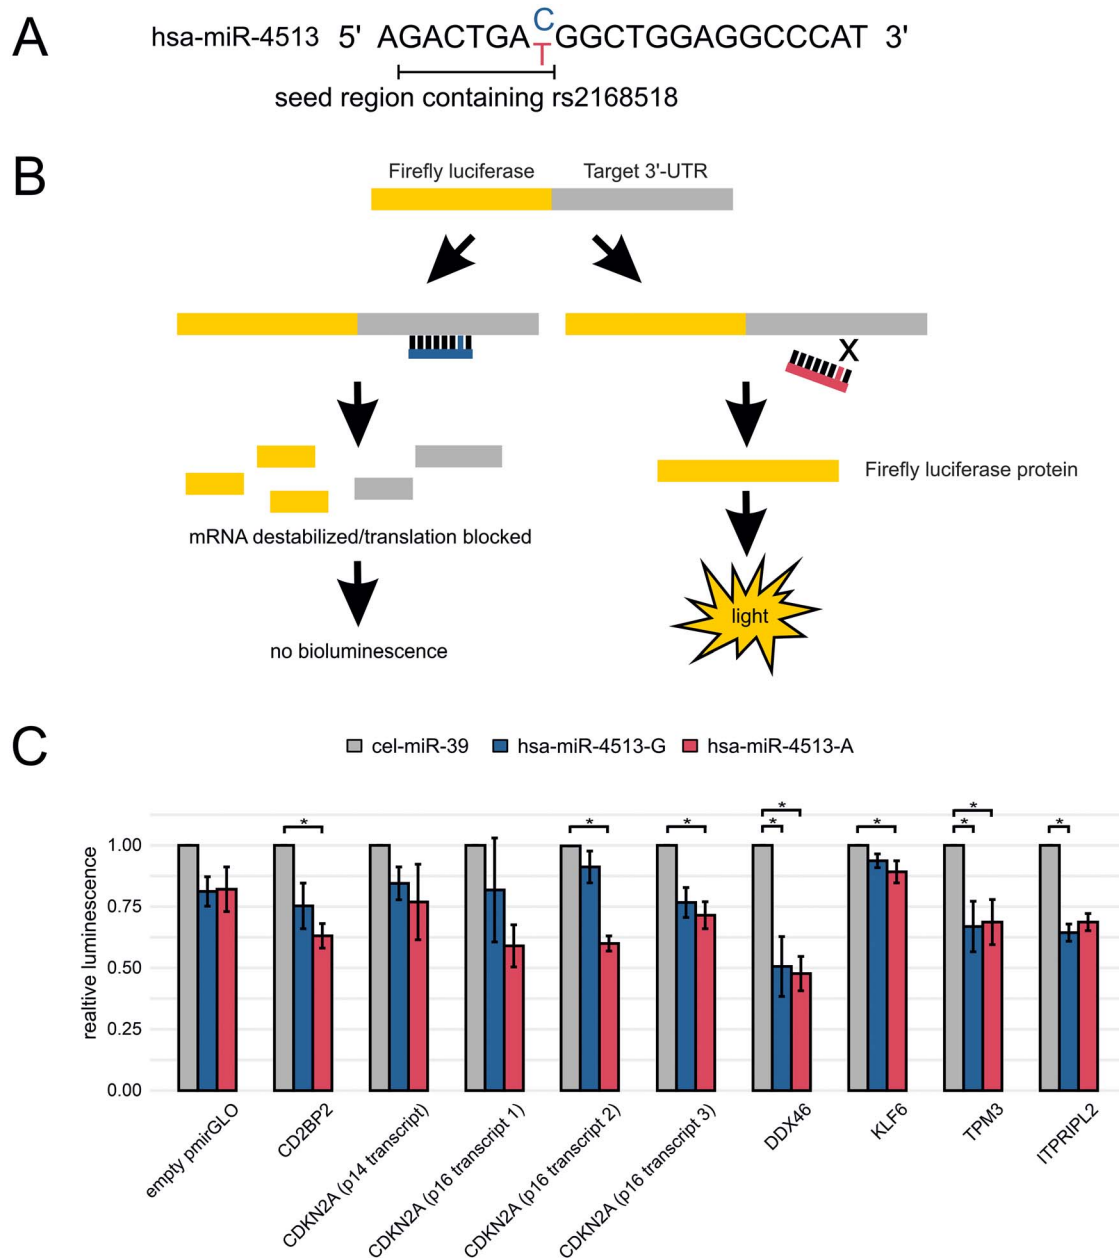 A
hsa-miR-4513 5' AGACTGA C GGCTGGAGGCCCAT 3'
T
seed region containing rs2168518
B
Firefly luciferase Target 3'-UTR
X
Firefly luciferase protein
mRNA destabilized/translation blocked
light
no bioluminescence
C
cel-miR-39 hsa-miR-4513-G hsa-miR-4513-A
* * * * * * * * * *
realtive luminescence
1.00
0.75
0.50
0.25
0.00
empty pmirGLO
CD2BP2
CDKN2A (p14 transcript)
CDKN2A (p16 transcript 1)
CDKN2A (p16 transcript 2)
CDKN2A (p16 transcript 3)
DDX46
KLF6
TPM3
ITPRIPL2